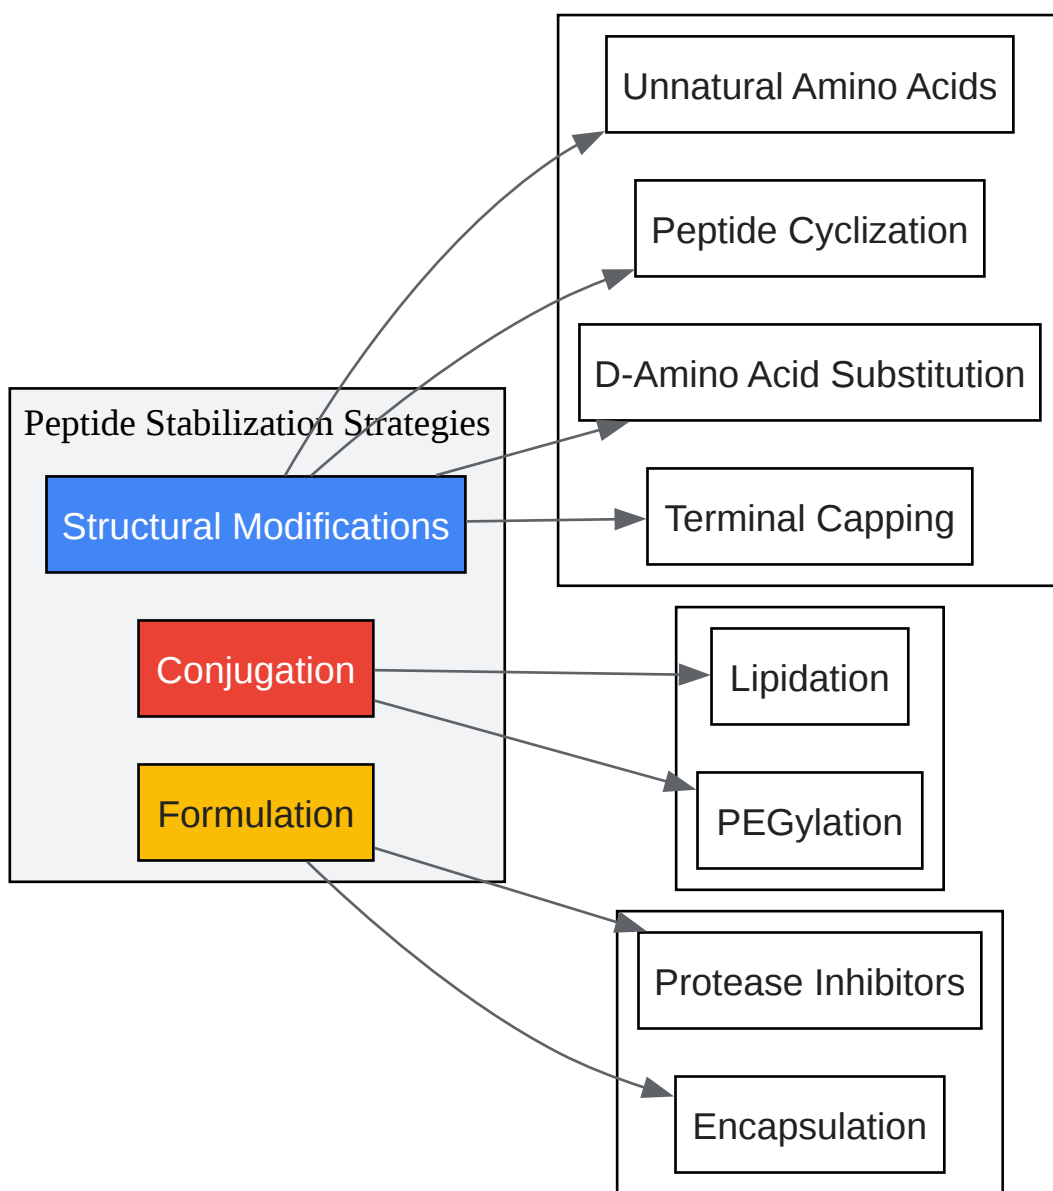 Unnatural Amino Acids
Peptide Cyclization
D-Amino Acid Substitution
Peptide Stabilization Strategies
Structural Modifications
Terminal Capping
Conjugation
Lipidation
Formulation
PEGylation
Protease Inhibitors
Encapsulation